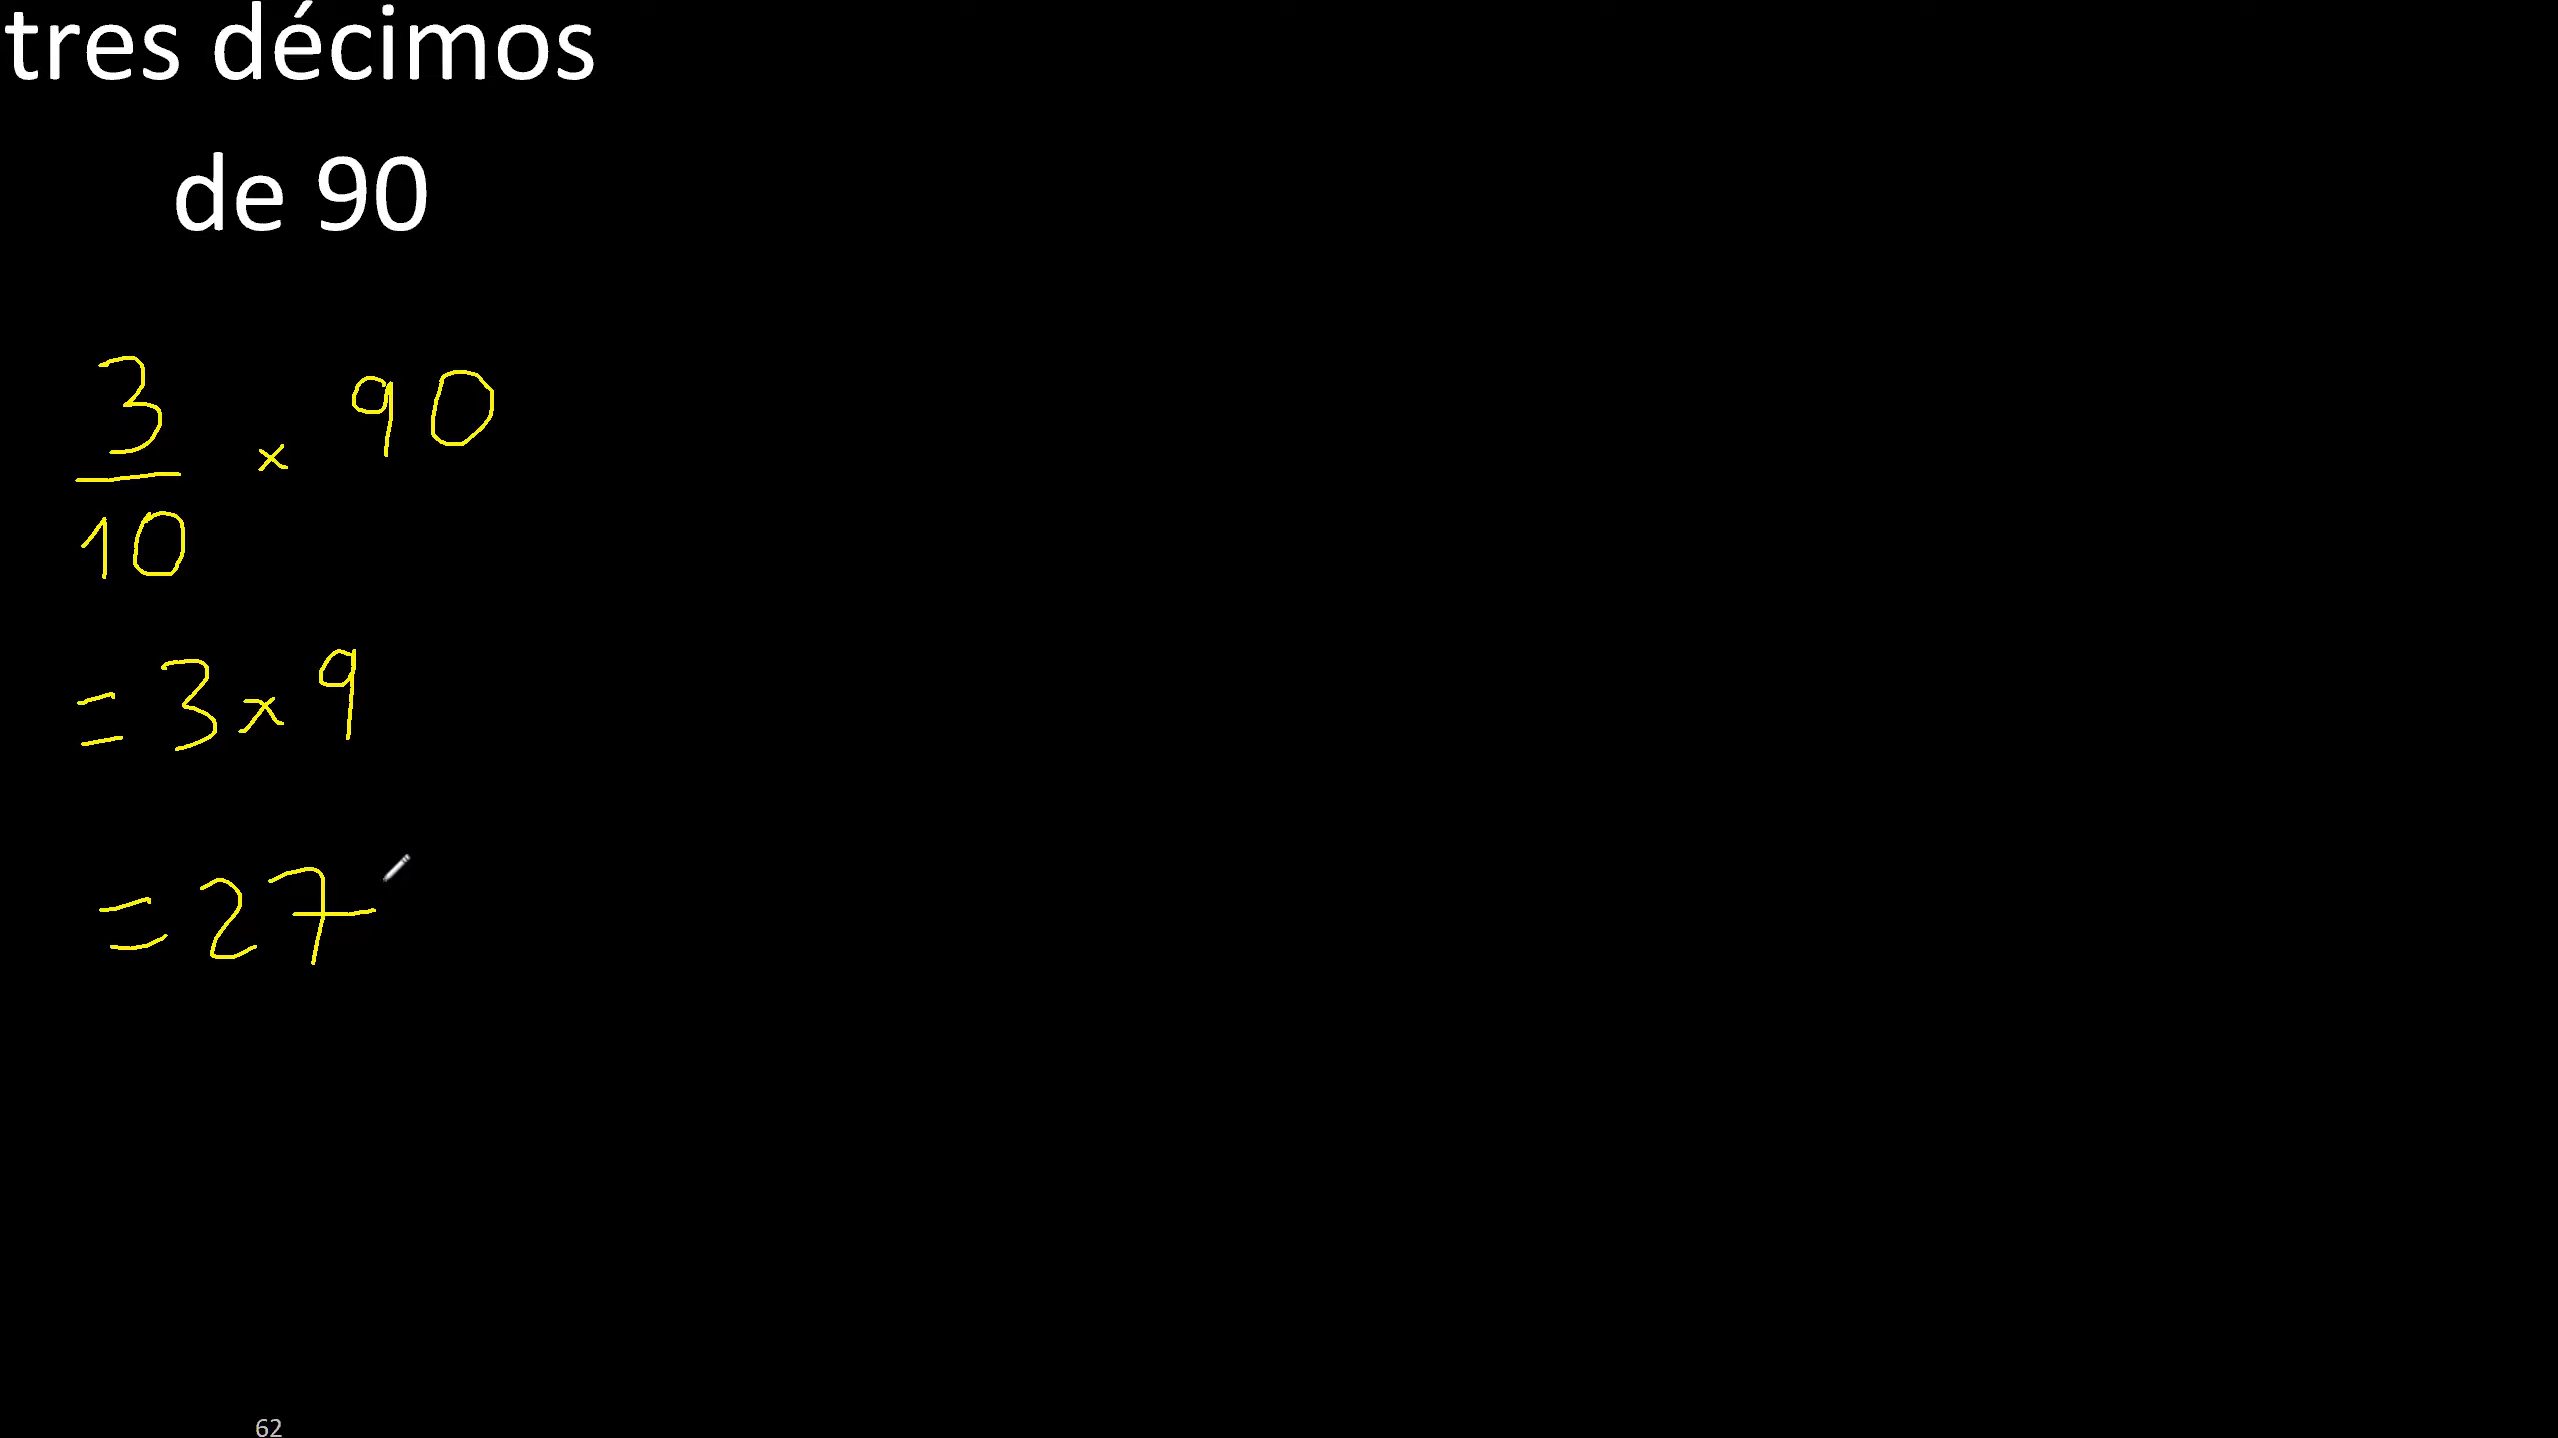 tres décimos
de 90
3/10 × 90
= 3 × 9
= 27
62